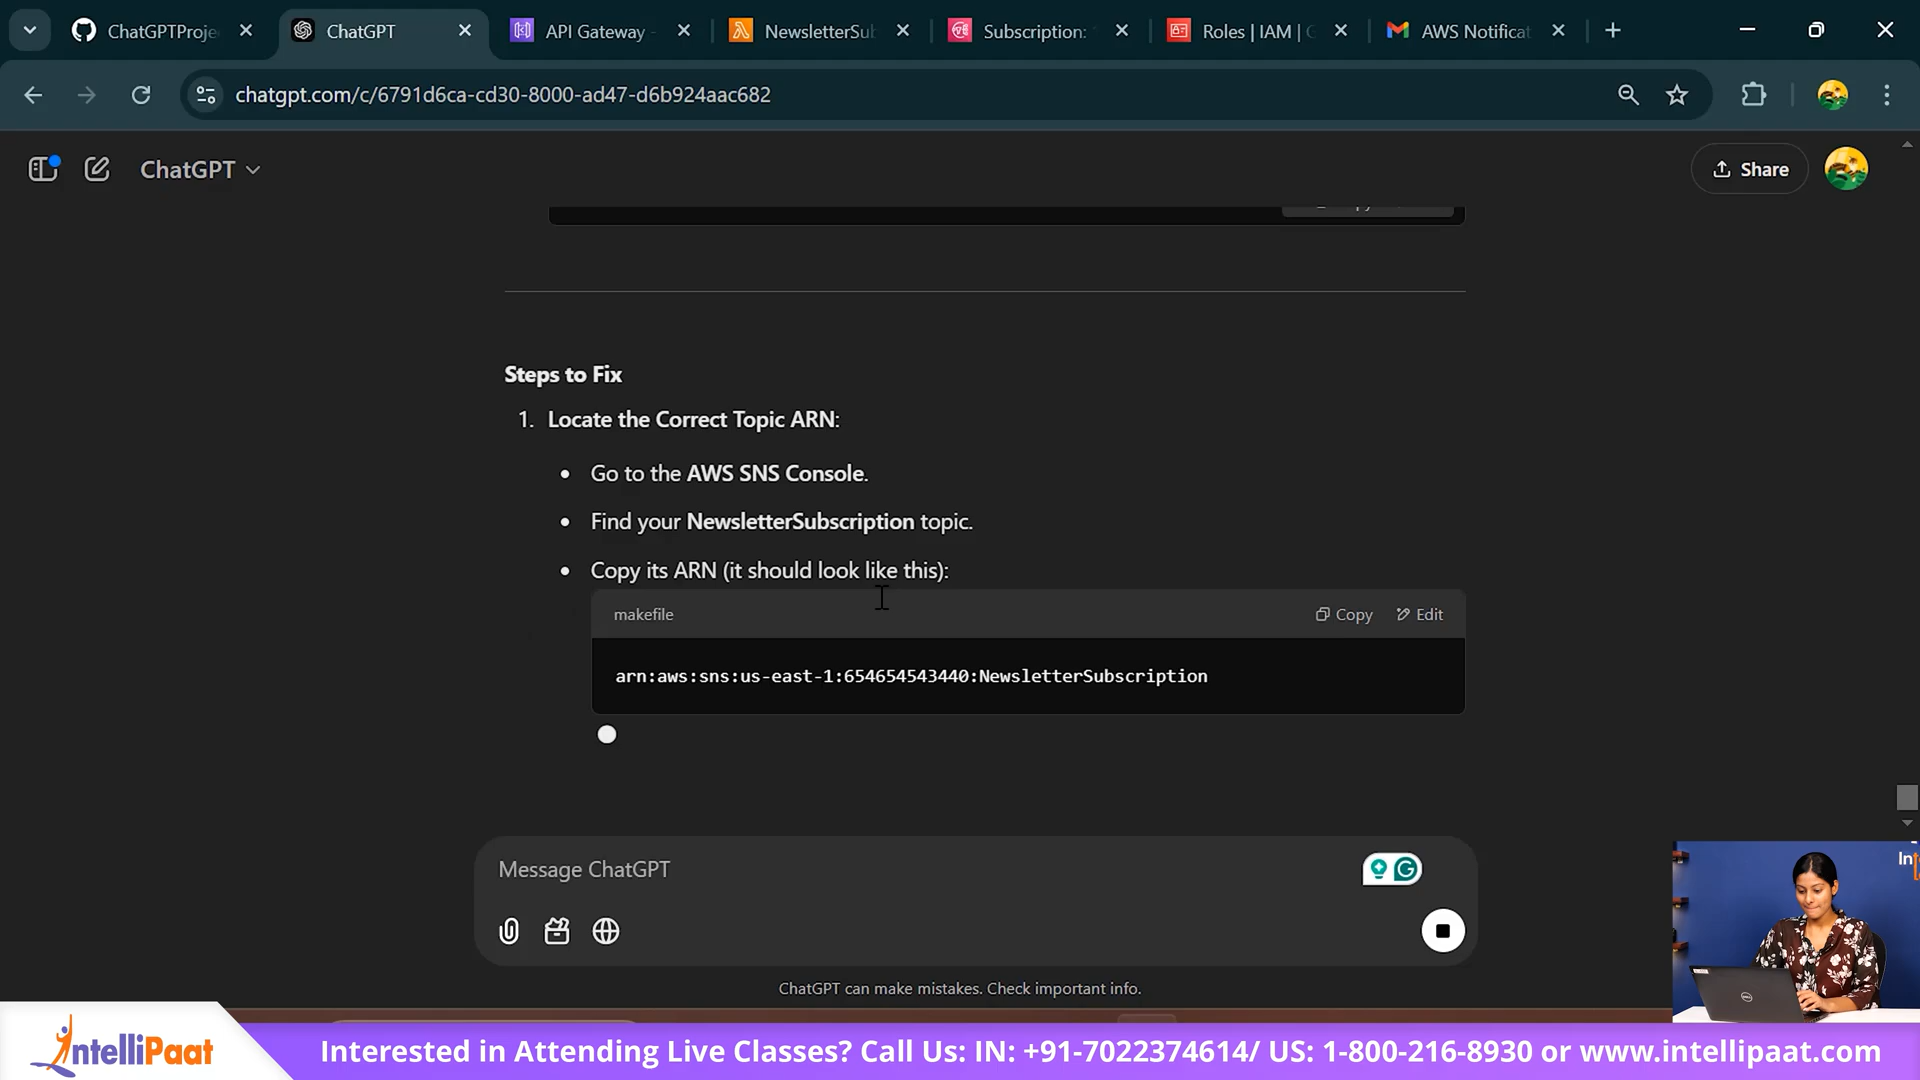 ChatGPTProje
ChatGPT
API Gateway -
NewsletterSub
Subscription:
Roles | IAM |
AWS Notificat
chatgpt.com/c/6791d6ca-cd30-8000-ad47-d6b924aac682
ChatGPT
Share
Steps to Fix
1. Locate the Correct Topic ARN:
• Go to the AWS SNS Console.
• Find your NewsletterSubscription topic.
• Copy its ARN (it should look like this):
makefile
Copy
Edit
arn:aws:sns:us-east-1:654654543440:NewsletterSubscription
Message ChatGPT
ChatGPT can make mistakes. Check important info.
IntelliPaat
Interested in Attending Live Classes? Call Us: IN: +91-7022374614/ US: 1-800-216-8930 or www.intellipaat.com